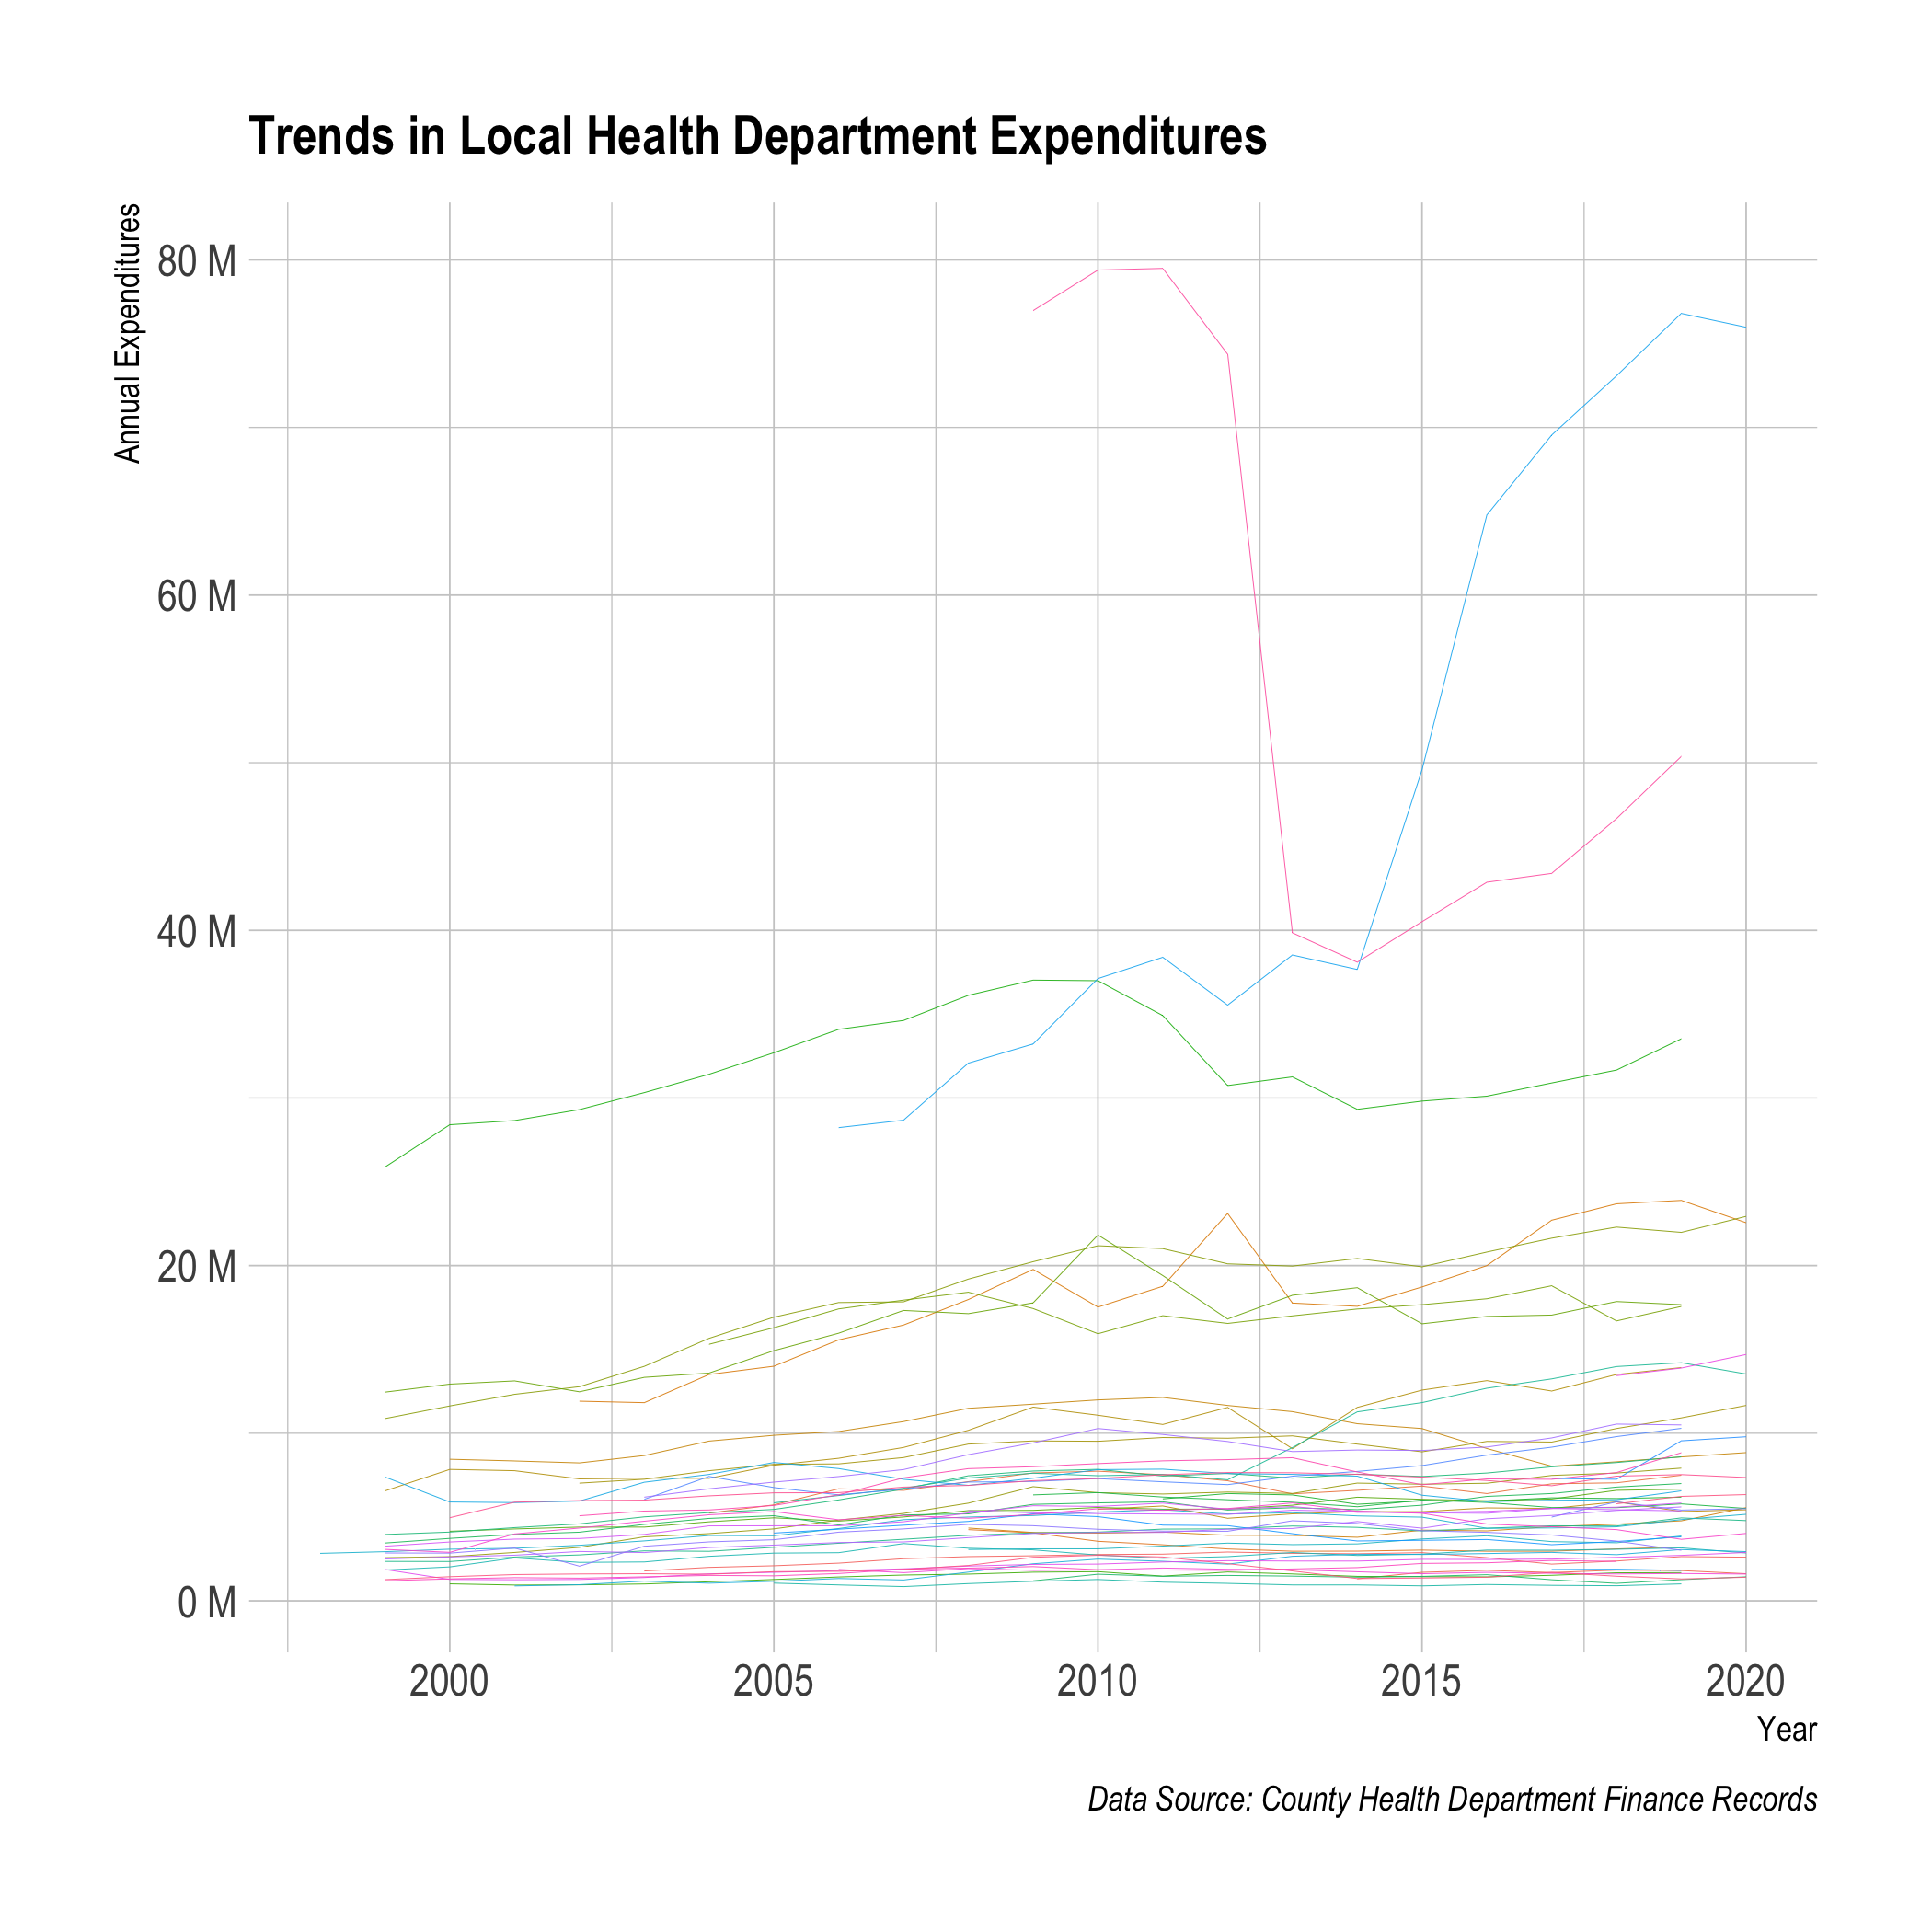 Trends in Local Health Department Expenditures
Annual Expenditures
80 M
60 M
40 M
20 M
0 M
2000 2005 2010 2015 2020
Year
Data Source: County Health Department Finance Records